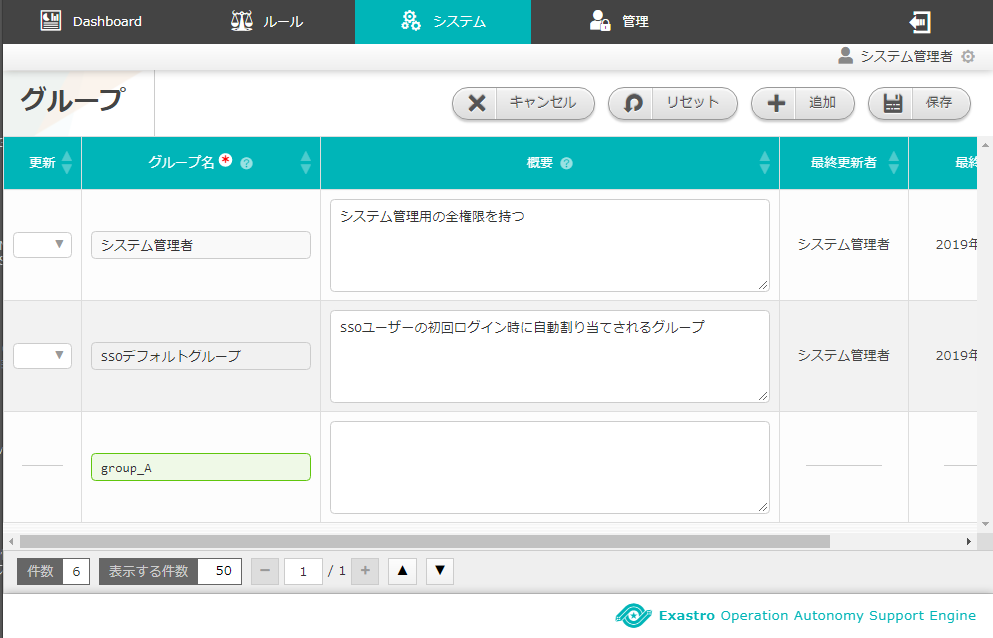 Dashboard ルール システム 管理
システム管理者
グループ
キャンセル リセット 追加 保存
更新 グループ名* ? 概要 ? 最終更新者 最終
システム管理者 システム管理用の全権限を持つ システム管理者 2019年
ssoデフォルトグループ ssoユーザーの初回ログイン時に自動割り当てされるグループ システム管理者 2019年
group_A
件数 6 表示する件数 50 − 1 / 1 + ▲ ▼
Exastro Operation Autonomy Support Engine